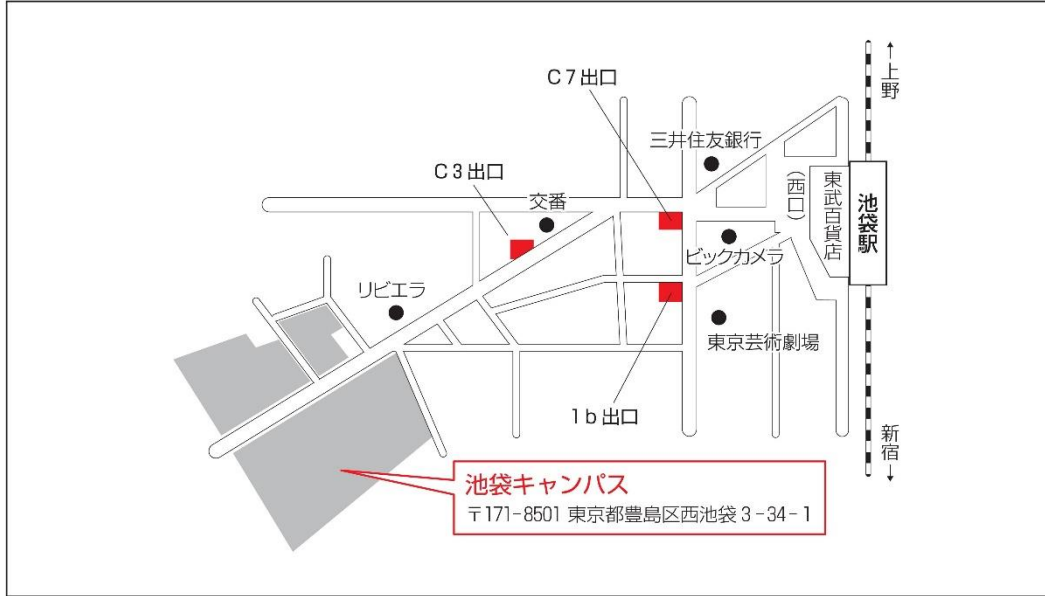 ↑上野
C7出口
三井住友銀行
C3出口
交番
(西口)
東武百貨店
池袋駅
ビックカメラ
リビエラ
東京芸術劇場
1b出口
新宿↓
池袋キャンパス
〒171-8501 東京都豊島区西池袋3-34-1